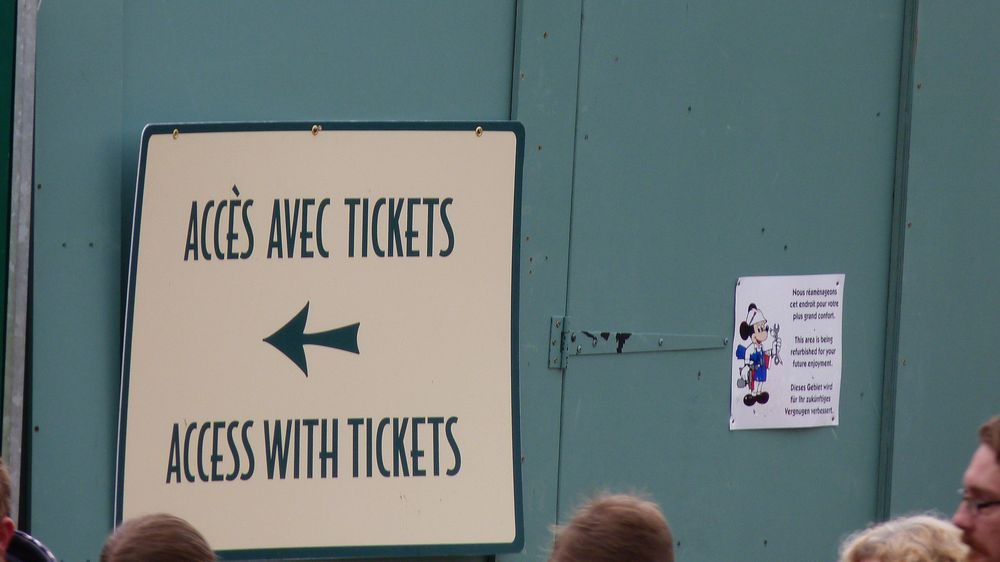 ACCÈS AVEC TICKETS
ACCESS WITH TICKETS
Nous réaménageons
cet endroit pour votre
plus grand confort.
This area is being
refurbished for your
future enjoyment.
Dieses Gebiet wird
für Ihr zukünftiges
Vergnugen verbessert.